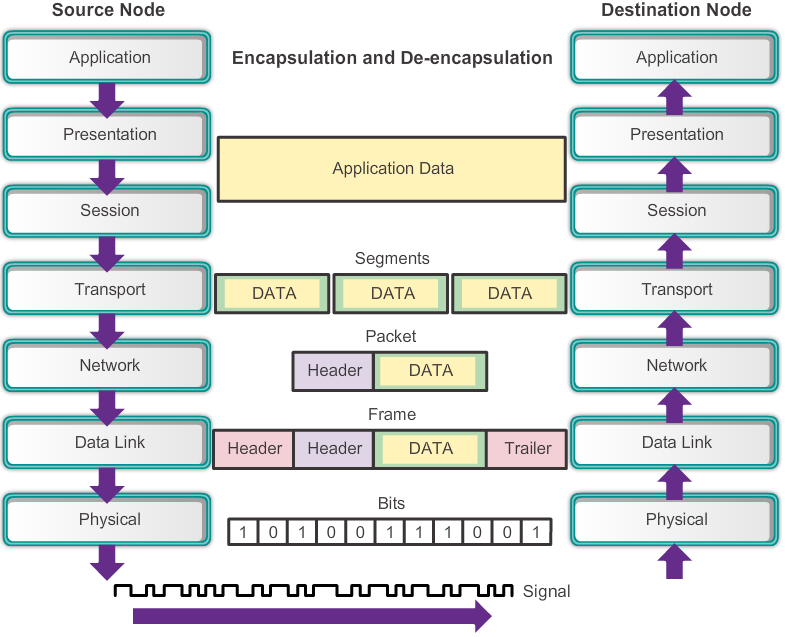 Source Node
Destination Node
Encapsulation and De-encapsulation
Application
Application
Presentation
Presentation
Application Data
Session
Session
Segments
Transport
DATA
DATA
DATA
Transport
Packet
Network
Header
DATA
Network
Frame
Data Link
Header
Header
DATA
Trailer
Data Link
Bits
Physical
1 0 1 0 0 1 1 1 0 0 1
Physical
Signal